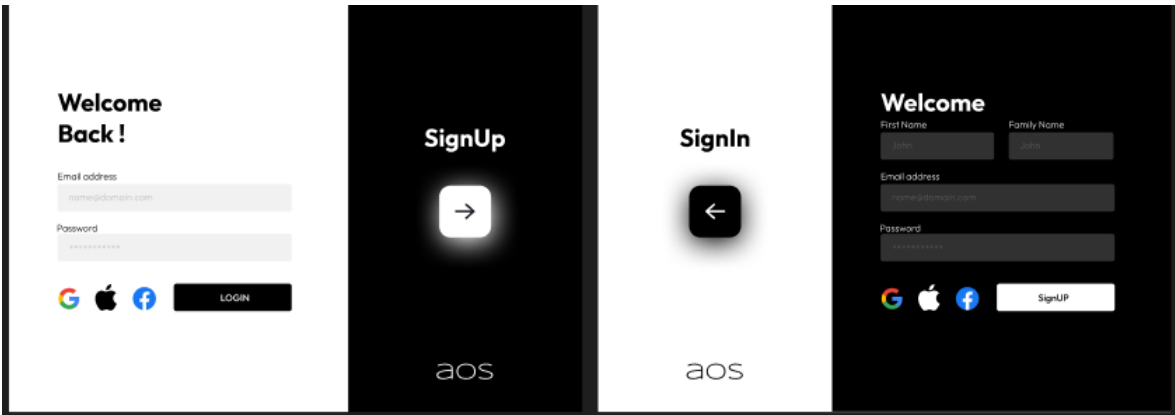 Welcome
Back !
Email address
name@domain.com
Password
***********
LOGIN
SignUp
aos
SignIn
aos
Welcome
First Name
Family Name
John
John
Email address
name@domain.com
Password
***********
SignUP